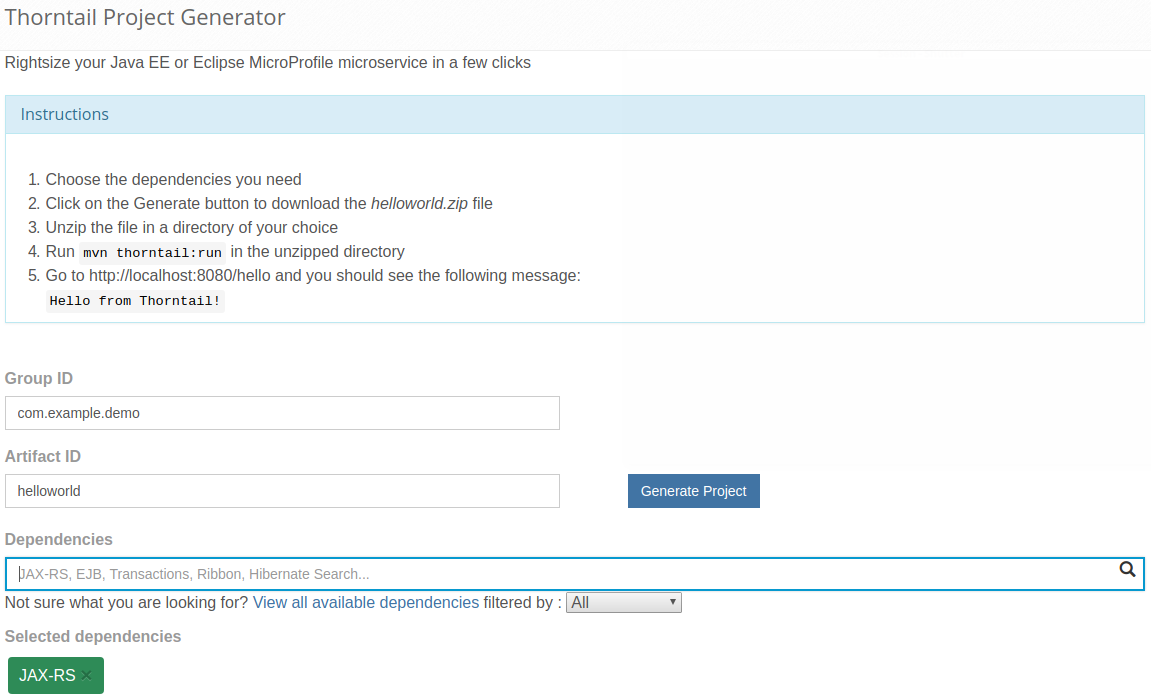 Thorntail Project Generator
Rightsize your Java EE or Eclipse MicroProfile microservice in a few clicks
Instructions
1. Choose the dependencies you need
2. Click on the Generate button to download the helloworld.zip file
3. Unzip the file in a directory of your choice
4. Run mvn thorntail:run in the unzipped directory
5. Go to http://localhost:8080/hello and you should see the following message:
Hello from Thorntail!
Group ID
com.example.demo
Artifact ID
helloworld
Generate Project
Dependencies
JAX-RS, EJB, Transactions, Ribbon, Hibernate Search...
Not sure what you are looking for? View all available dependencies filtered by : All
Selected dependencies
JAX-RS ×